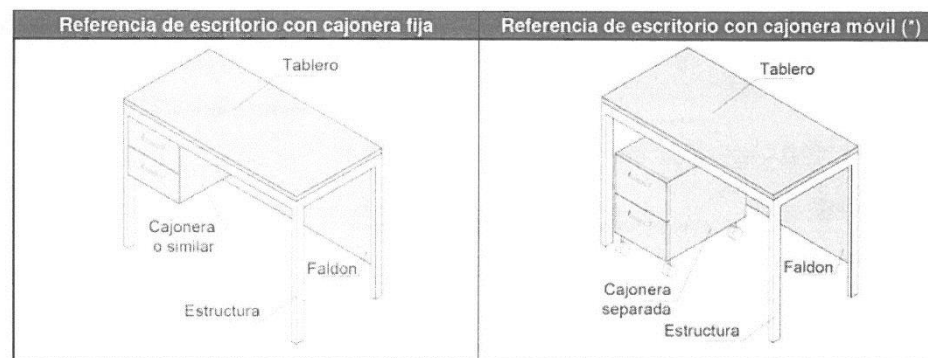 Referencia de escritorio con cajonera fija
Tablero
Cajonera
o similar
Faldon
Estructura
Referencia de escritorio con cajonera móvil (*)
Tablero
Faldon
Cajonera
separada
Estructura